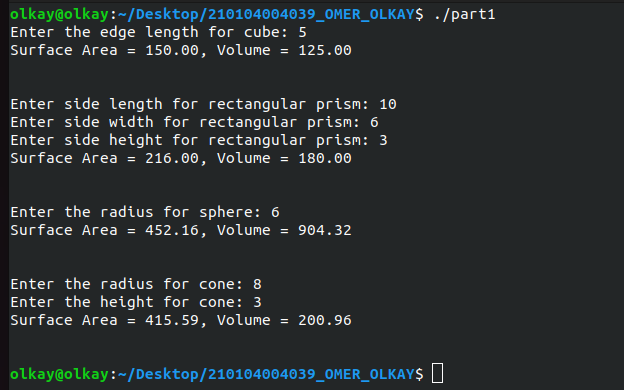 olkay@olkay:~/Desktop/210104004039_OMER_OLKAY$ ./part1
Enter the edge length for cube: 5
Surface Area = 150.00, Volume = 125.00
Enter side length for rectangular prism: 10
Enter side width for rectangular prism: 6
Enter side height for rectangular prism: 3
Surface Area = 216.00, Volume = 180.00
Enter the radius for sphere: 6
Surface Area = 452.16, Volume = 904.32
Enter the radius for cone: 8
Enter the height for cone: 3
Surface Area = 415.59, Volume = 200.96
olkay@olkay:~/Desktop/210104004039_OMER_OLKAY$